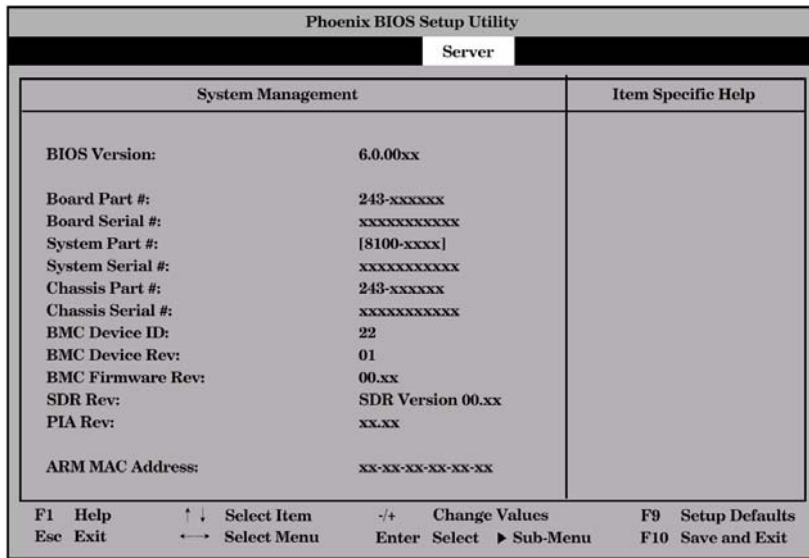 Phoenix BIOS Setup Utility
Server
System Management Item Specific Help
BIOS Version: 6.0.00xx
Board Part #: 243-xxxxxx
Board Serial #: xxxxxxxxxxx
System Part #: [8100-xxxx]
System Serial #: xxxxxxxxxxx
Chassis Part #: 243-xxxxxx
Chassis Serial #: xxxxxxxxxxx
BMC Device ID: 22
BMC Device Rev: 01
BMC Firmware Rev: 00.xx
SDR Rev: SDR Version 00.xx
PIA Rev: xx.xx
ARM MAC Address: xx-xx-xx-xx-xx-xx
F1 Help ↑ ↓ Select Item -/+ Change Values F9 Setup Defaults
Esc Exit ←→ Select Menu Enter Select ▶ Sub-Menu F10 Save and Exit